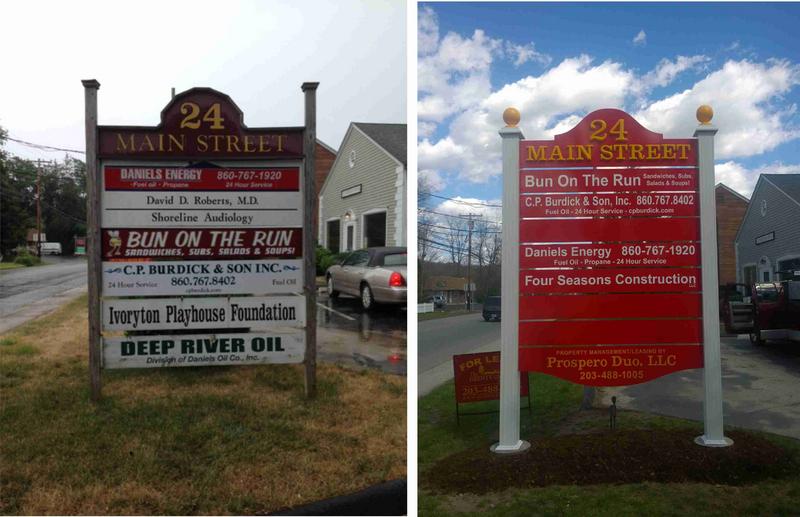 24
MAIN STREET
DANIELS ENERGY 860-767-1920
Fuel oil - Propane 24 Hour Service
David D. Roberts, M.D.
Shoreline Audiology
BUN ON THE RUN
SANDWICHES, SUBS, SALADS & SOUPS!
C.P. BURDICK & SON INC.
24 Hour Service 860.767.8402 Fuel Oil
cpburdick.com
Ivoryton Playhouse Foundation
DEEP RIVER OIL
Division of Daniels Oil Co., Inc.
24
MAIN STREET
Bun On The Run Sandwiches, Subs,
Salads & Soups!
C.P. Burdick & Son, Inc. 860.767.8402
Fuel Oil - 24 Hour Service - cpburdick.com
Daniels Energy 860-767-1920
Fuel Oil - Propane - 24 Hour Service
Four Seasons Construction
PROPERTY MANAGEMENT/LEASING BY
Prospero Duo, LLC
203-488-1005
FOR LE
203-488